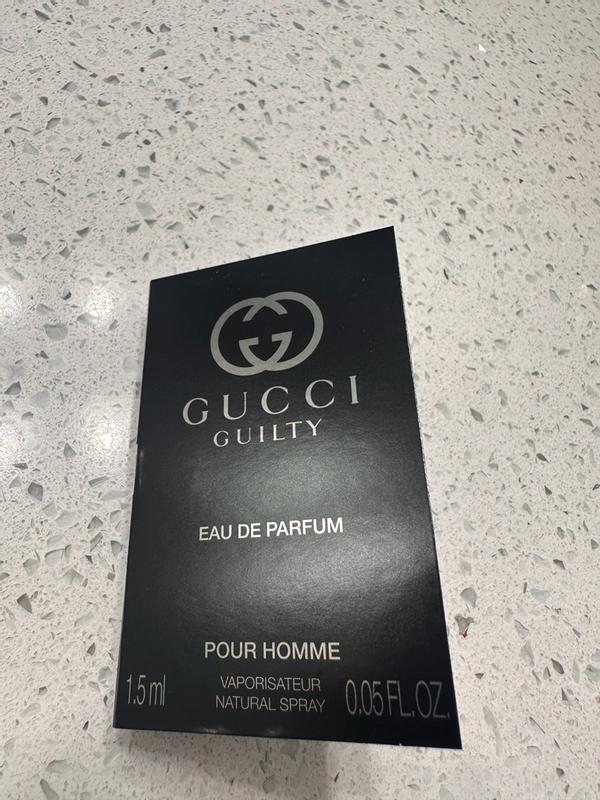 GUCCI
GUILTY
EAU DE PARFUM
POUR HOMME
1.5 ml
VAPORISATEUR
NATURAL SPRAY
0.05 FL.OZ.